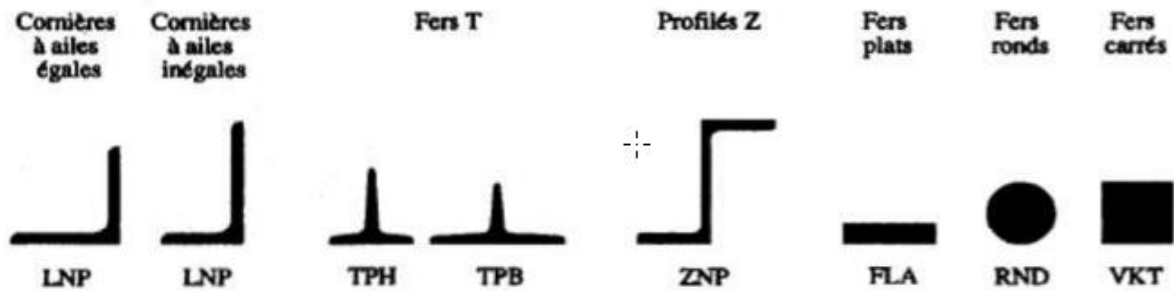 Cornières
à ailes
égales
Cornières
à ailes
inégales
Fers T
Profilés Z
Fers
plats
Fers
ronds
Fers
carrés
LNP
LNP
TPH
TPB
ZNP
FLA
RND
VKT